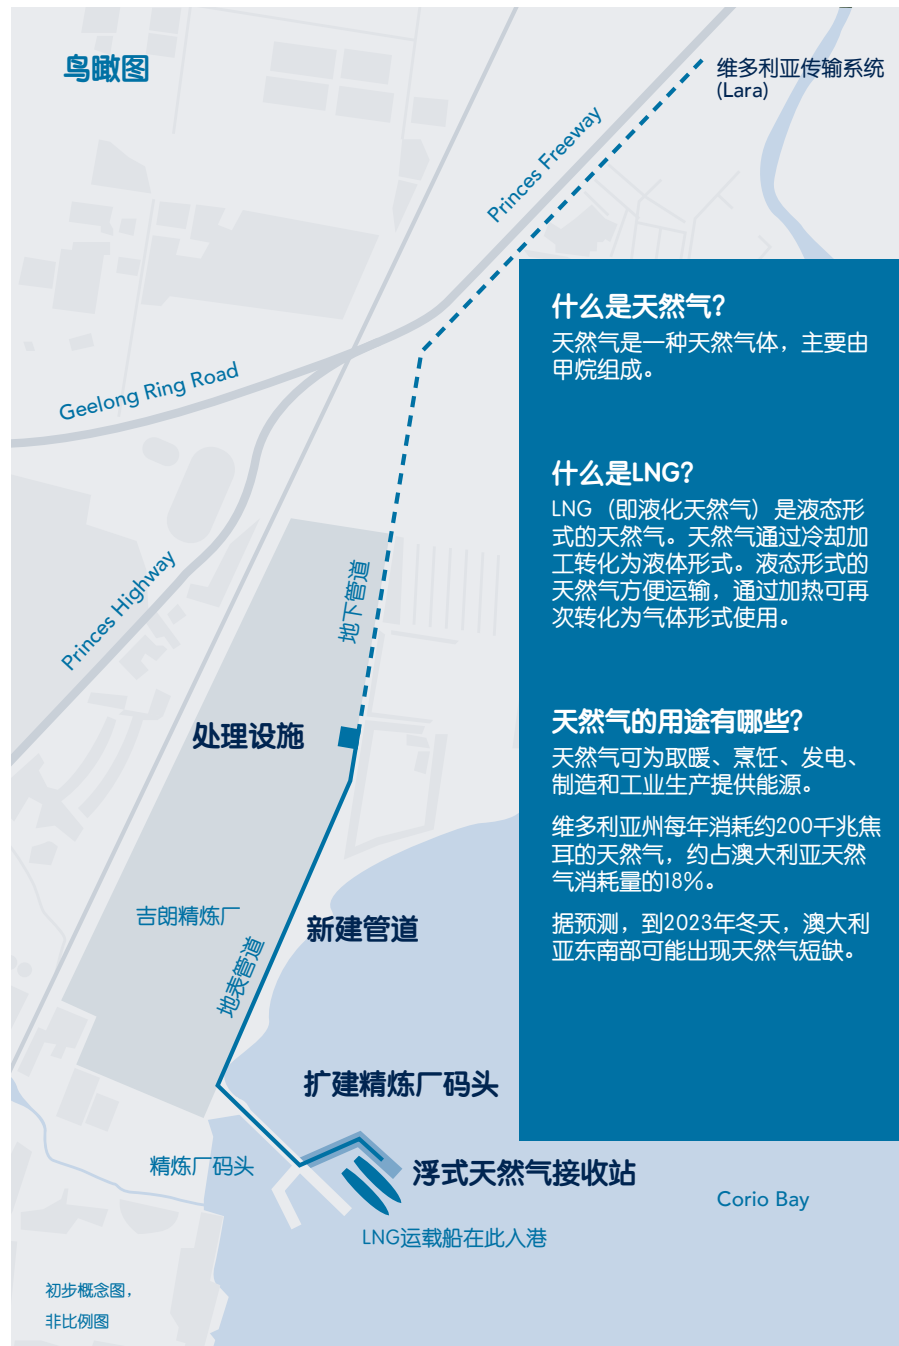 鸟瞰图
维多利亚传输系统
(Lara)
Princes Freeway
什么是天然气?
天然气是一种天然气体，主要由
甲烷组成。
Geelong Ring Road
什么是LNG?
LNG（即液化天然气）是液态形
式的天然气。天然气通过冷却加
工转化为液体形式。液态形式的
天然气方便运输，通过加热可再
次转化为气体形式使用。
Princes Highway
地下管道
处理设施
天然气的用途有哪些?
天然气可为取暖、烹饪、发电、
制造和工业生产提供能源。
维多利亚州每年消耗约200千兆焦
耳的天然气，约占澳大利亚天然
气消耗量的18%。
据预测，到2023年冬天，澳大利
亚东南部可能出现天然气短缺。
吉朗精炼厂
新建管道
地表管道
扩建精炼厂码头
精炼厂码头
浮式天然气接收站
Corio Bay
LNG运载船在此入港
初步概念图，
非比例图